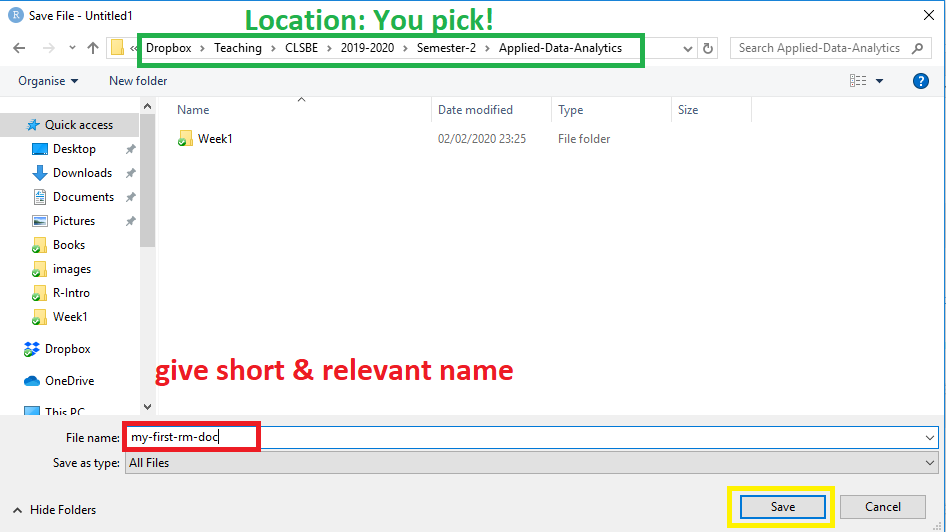 Save File - Untitled1
Location: You pick!
« Dropbox > Teaching > CLSBE > 2019-2020 > Semester-2 > Applied-Data-Analytics
Search Applied-Data-Analytics
Organise New folder
Name Date modified Type Size
Quick access
Week1 02/02/2020 23:25 File folder
Desktop
Downloads
Documents
Pictures
Books
images
R-Intro
Week1
Dropbox
give short & relevant name
OneDrive
This PC
File name: my-first-rm-doc
Save as type: All Files
Hide Folders Save Cancel